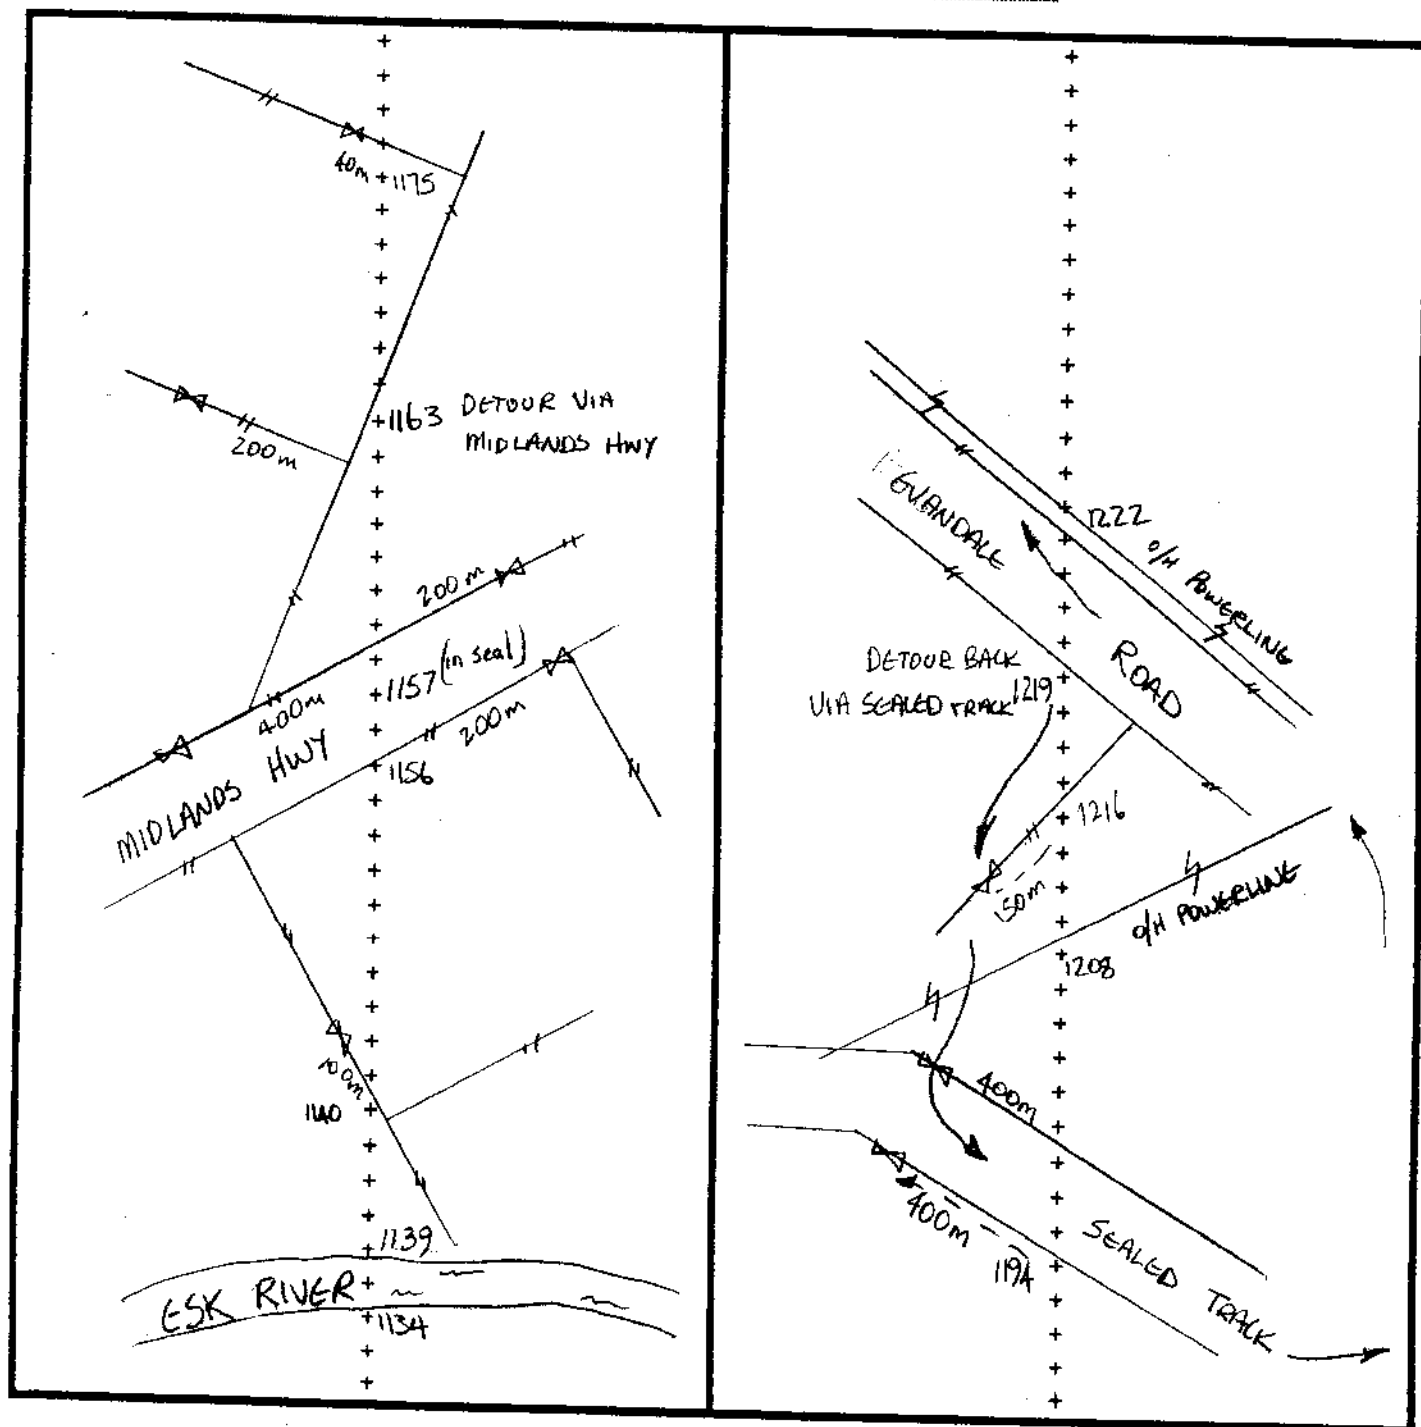 40m
1175
1163 DETOUR VIA
MIDLANDS HWY
200m
200m
1157 (in seal)
400m
200m
MIDLANDS HWY
1156
100m
1140
1139
ESK RIVER
1134
EVANDALE
ROAD
1222
O/H POWERLINE
DETOUR BACK
VIA SEALED TRACK
1219
1216
50m
O/H POWERLINE
1208
400m
400m
1194
SEALED TRACK